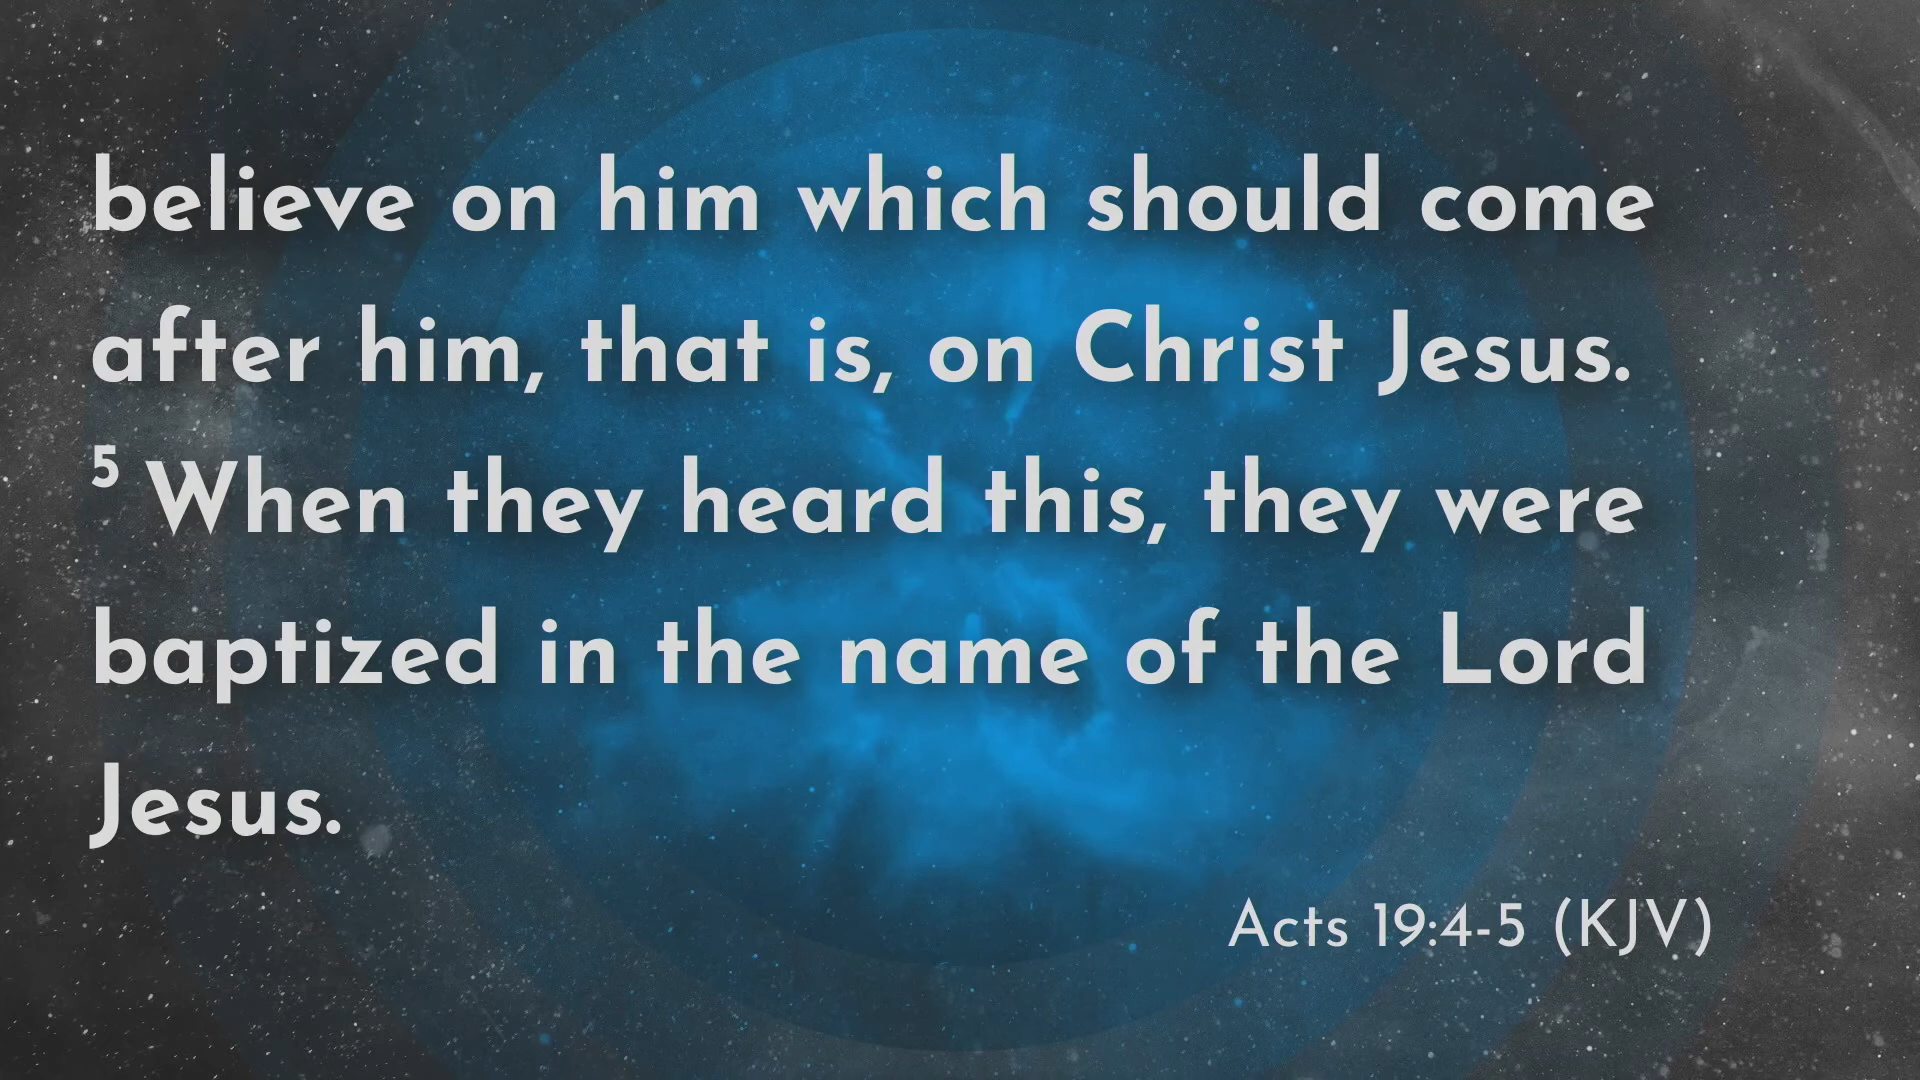 believe on him which should come
after him, that is, on Christ Jesus.
5 When they heard this, they were
baptized in the name of the Lord
Jesus.
Acts 19:4-5 (KJV)